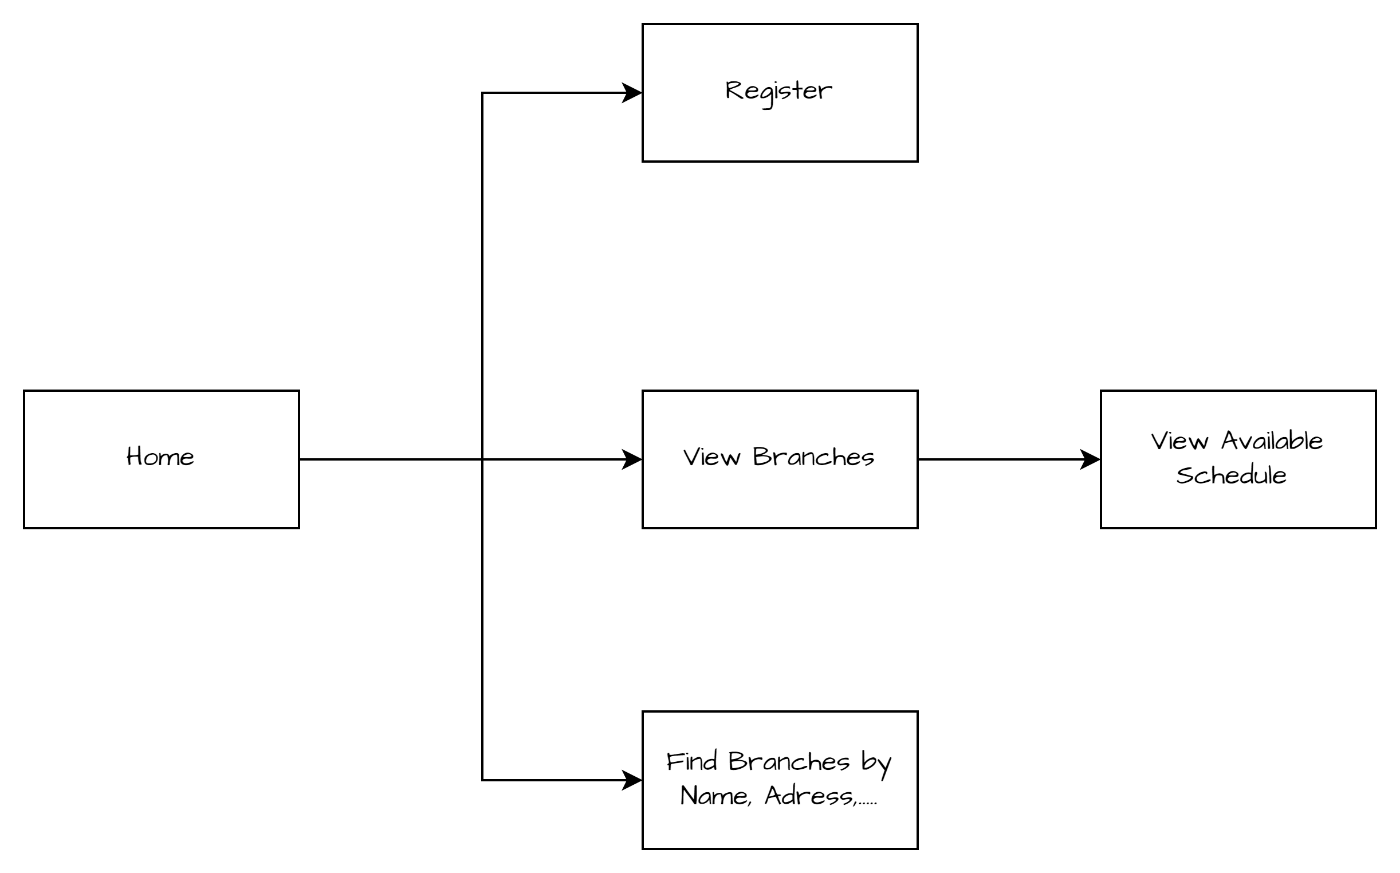 Register
Home
View Branches
View Available
Schedule
Find Branches by
Name, Adress,.....